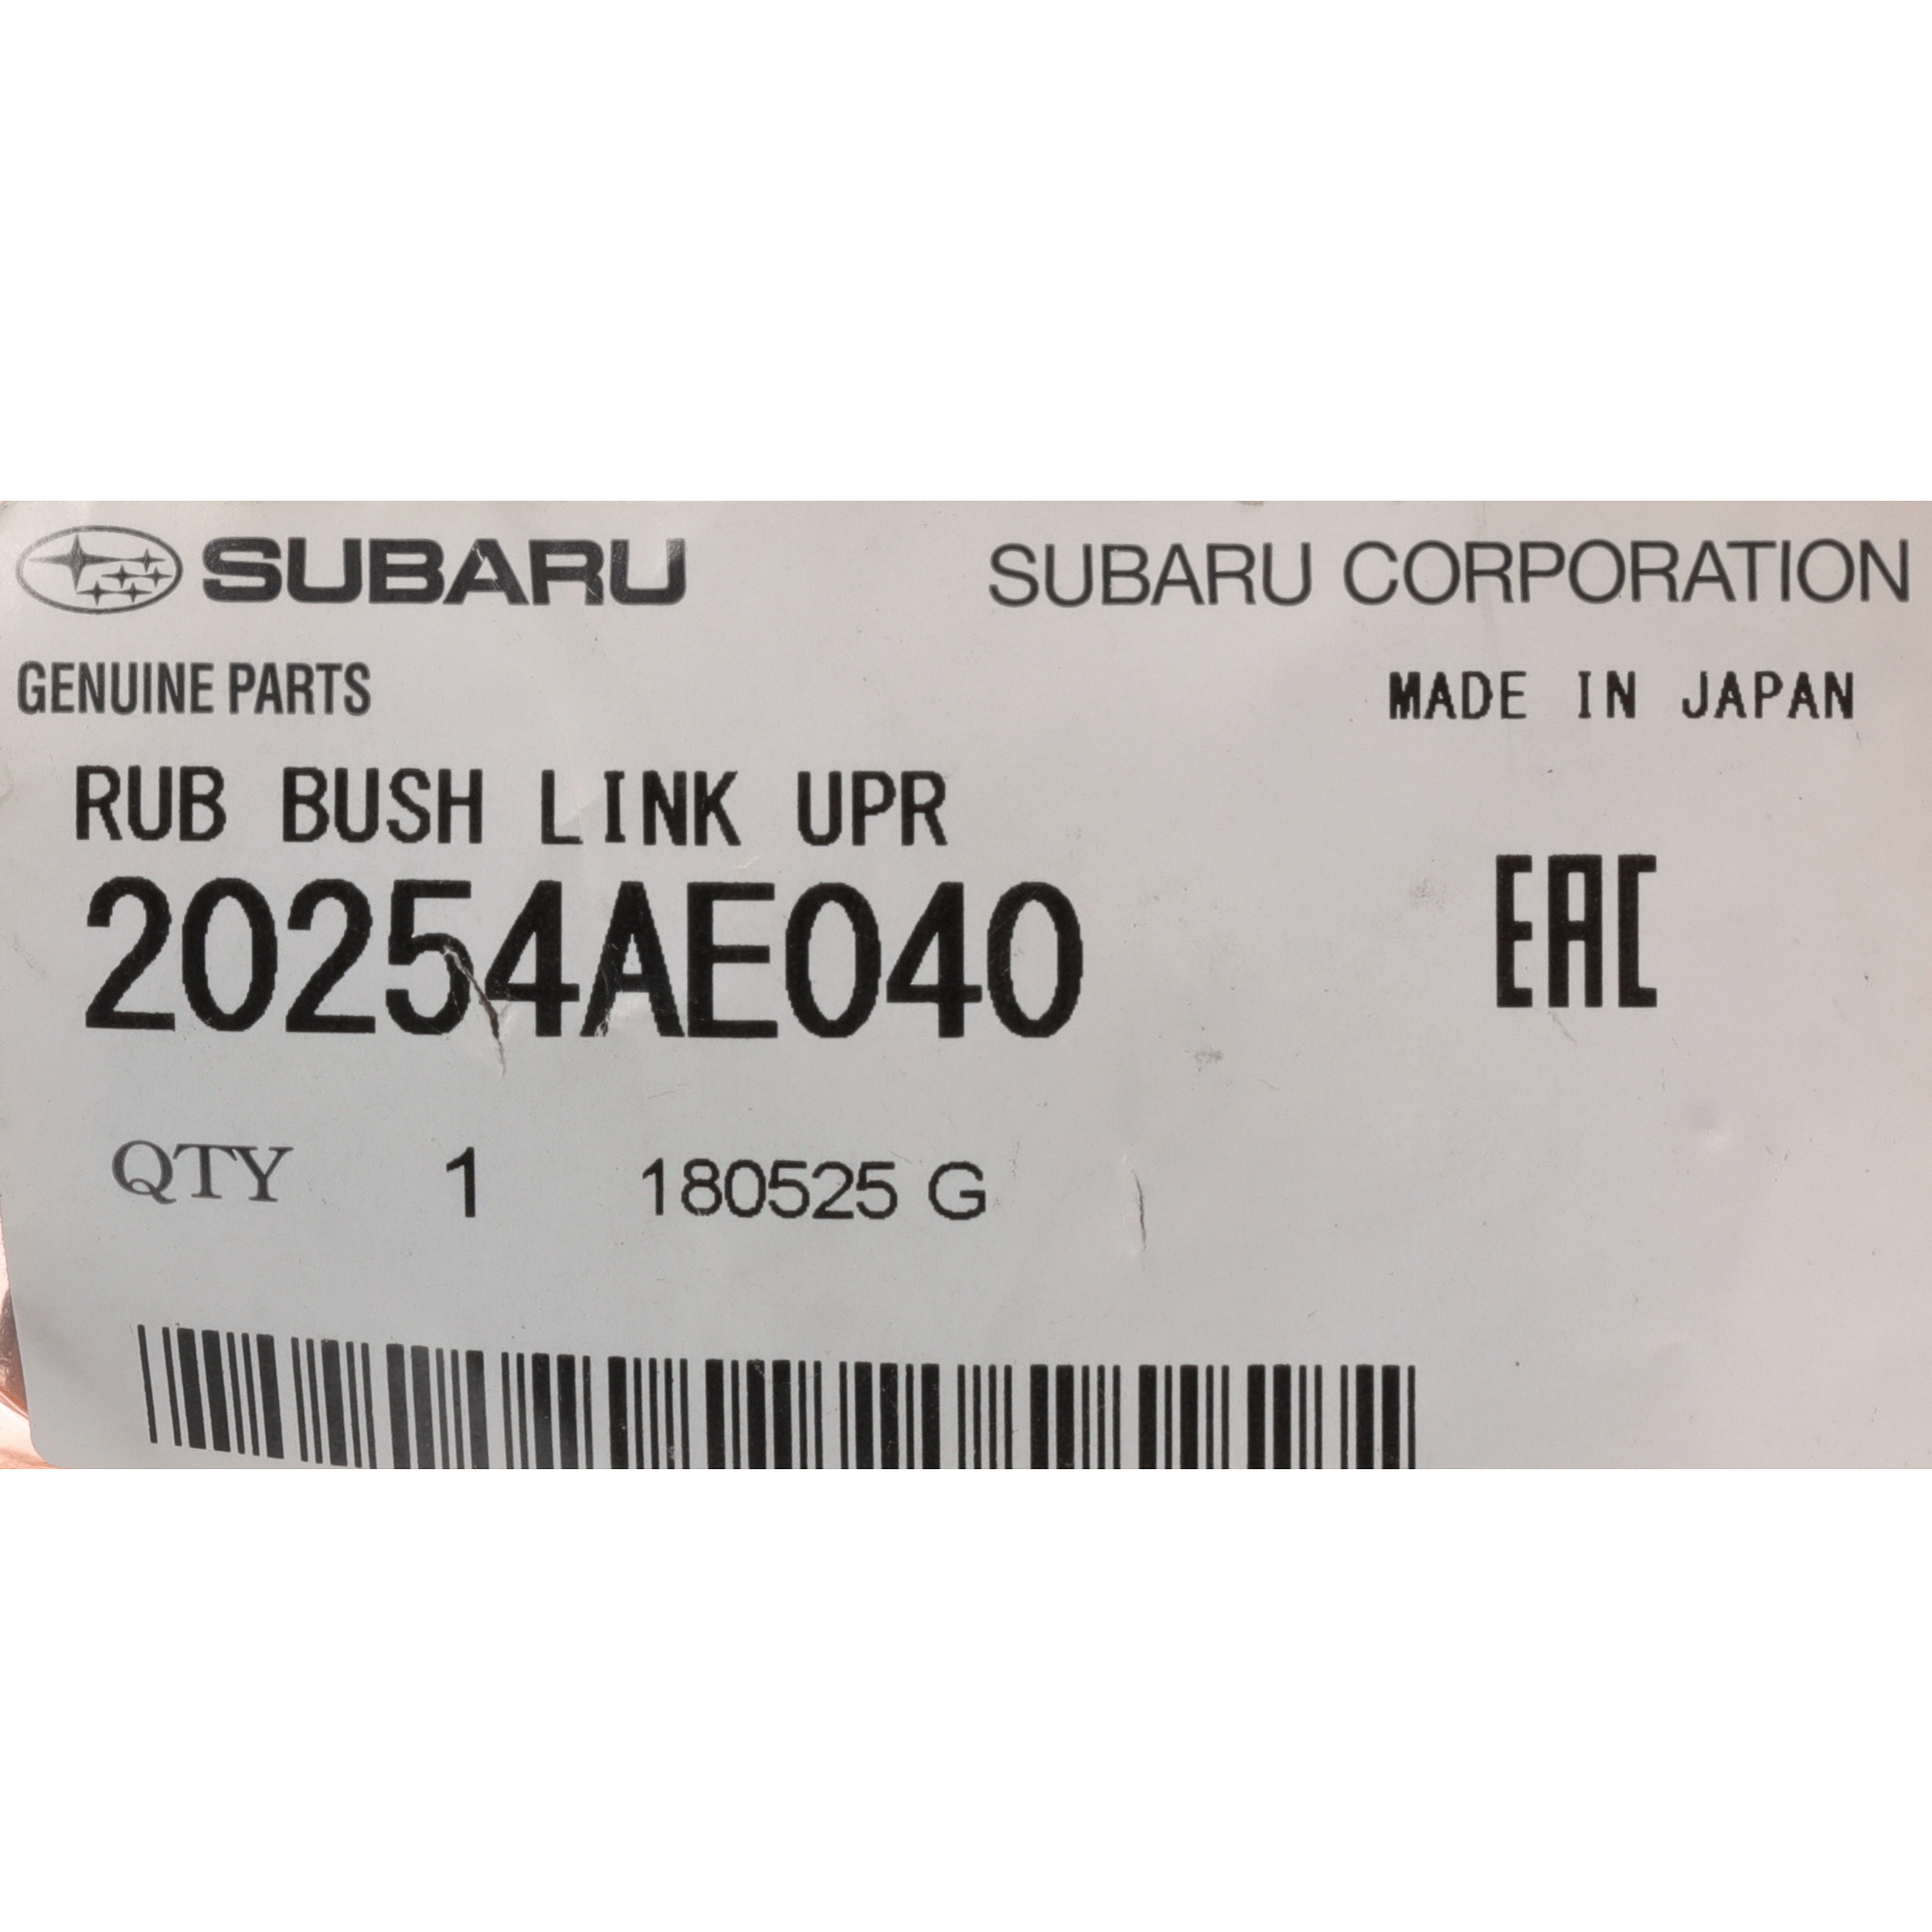 SUBARU SUBARU CORPORATION
GENUINE PARTS MADE IN JAPAN
RUB BUSH LINK UPR
20254AE040 EAC
QTY 1 180525 G